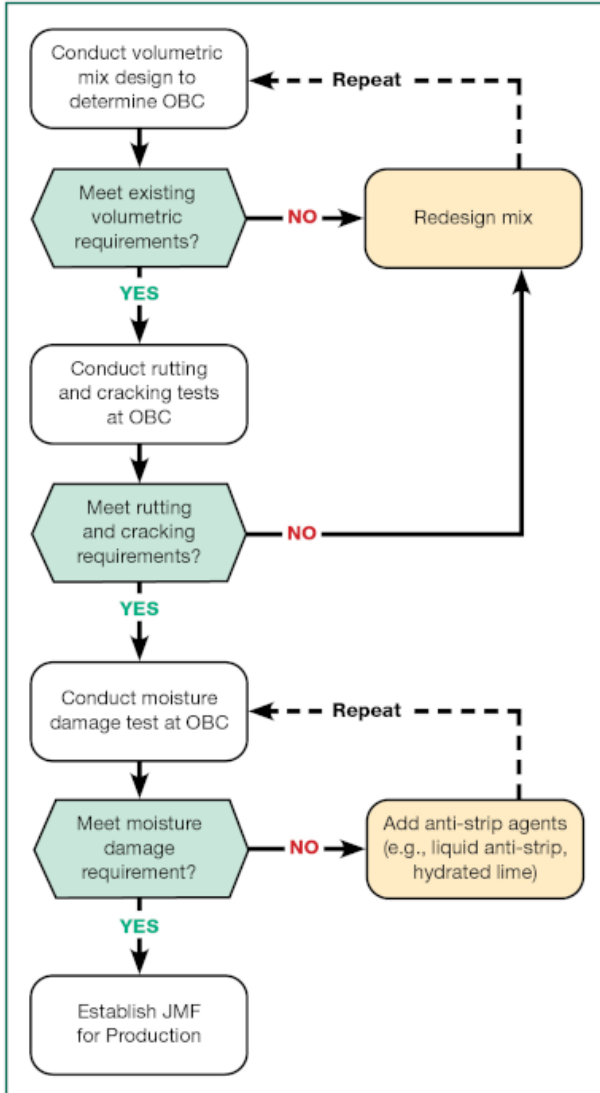 Conduct volumetric
mix design to
determine OBC
Repeat
Meet existing
volumetric
requirements?
NO
Redesign mix
YES
Conduct rutting
and cracking tests
at OBC
Meet rutting
and cracking
requirements?
NO
YES
Conduct moisture
damage test at OBC
Repeat
Meet moisture
damage
requirement?
NO
Add anti-strip agents
(e.g., liquid anti-strip,
hydrated lime)
YES
Establish JMF
for Production